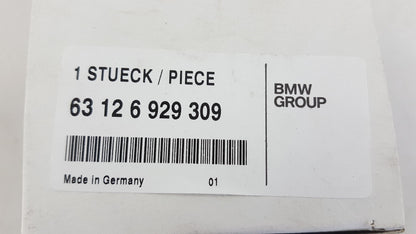 1 STUECK / PIECE
63 12 6 929 309
Made in Germany 01
BMW
GROUP